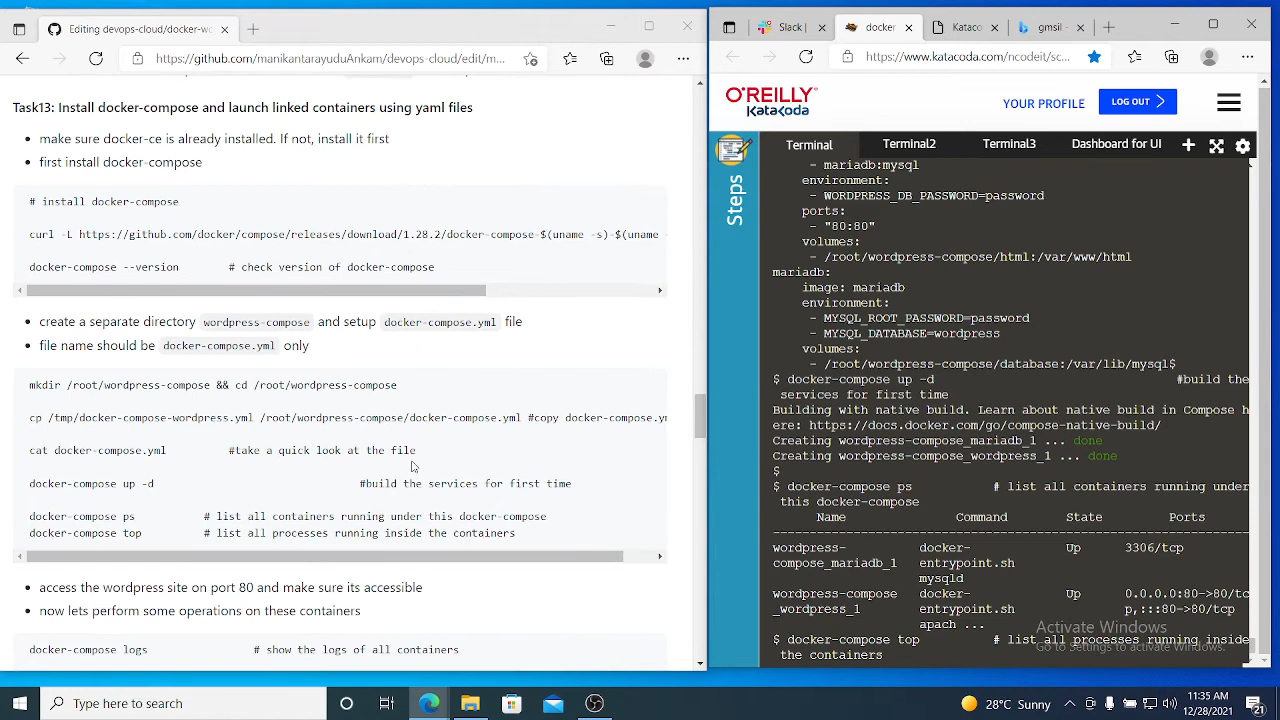 Editing devops-cloud/docker-wo
https://github.com/manikantarayuduAnkam/devops-cloud/edit/m...
Task13: Install docker-compose and launch linked containers using yaml files
make sure docker-ce is already installed. If not, install it first
first install docker-compose
# install docker-compose
curl -L https://github.com/docker/compose/releases/download/1.28.2/docker-compose-$(uname -s)-$(uname -
docker-compose --version # check version of docker-compose
create a separate directory wordpress-compose and setup docker-compose.yml file
file name should be docker-compose.yml only
mkdir /root/wordpress-compose && cd /root/wordpress-compose
cp /tmp/docker-compose-wordpress.yml /root/wordpress-compose/docker-compose.yml #copy docker-compose.ym
cat docker-compose.yml #take a quick look at the file
docker-compose up -d #build the services for first time
docker-compose ps # list all containers running under this docker-compose
docker-compose top # list all processes running inside the containers
access the wordpress site on port 80 and make sure its accessible
now lets perform some operations on these containers
docker-compose logs # show the logs of all containers
Slack |
docker
Kataco
gmsil -
https://www.katacoda.com/ncodeit/sc...
O'REILLY
Katacoda
YOUR PROFILE
LOG OUT
Steps
Terminal Terminal2 Terminal3 Dashboard for UI +
- mariadb:mysql
environment:
- WORDPRESS_DB_PASSWORD=password
ports:
- "80:80"
volumes:
- /root/wordpress-compose/html:/var/www/html
mariadb:
image: mariadb
environment:
- MYSQL_ROOT_PASSWORD=password
- MYSQL_DATABASE=wordpress
volumes:
- /root/wordpress-compose/database:/var/lib/mysql$
$ docker-compose up -d #build the
services for first time
Building with native build. Learn about native build in Compose h
ere: https://docs.docker.com/go/compose-native-build/
Creating wordpress-compose_mariadb_1 ... done
Creating wordpress-compose_wordpress_1 ... done
$
$ docker-compose ps # list all containers running under
this docker-compose
Name Command State Ports
-----------------------------------------------------------------
wordpress- docker- Up 3306/tcp
compose_mariadb_1 entrypoint.sh
mysqld
wordpress-compose docker- Up 0.0.0.0:80->80/tc
_wordpress_1 entrypoint.sh p,:::80->80/tcp
apach ...
$ docker-compose top # list all processes running inside
the containers
Activate Windows
Go to Settings to activate Windows.
Type here to search
28°C Sunny
11:35 AM
12/28/2021
21